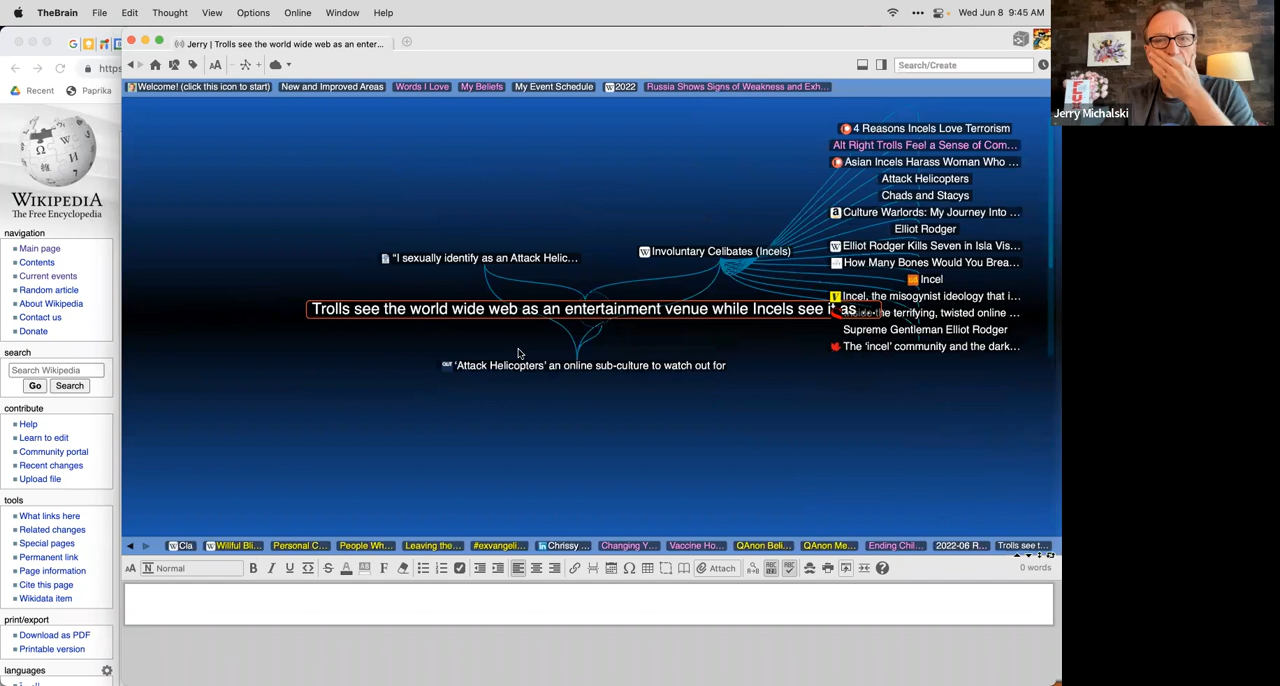 TheBrain File Edit Thought View Options Online Window Help Wed Jun 8 9:45 AM
Jerry | Trolls see the world wide web as an enter...
https
Recent Paprika
AA Search/Create
Welcome! (click this icon to start) New and Improved Areas Words I Love My Beliefs My Event Schedule 2022 Russia Shows Signs of Weakness and Exh...
Jerry Michalski
WIKIPEDIA
The Free Encyclopedia
navigation
Main page
Contents
Current events
Random article
About Wikipedia
Contact us
Donate
search
Search Wikipedia
Go Search
contribute
Help
Learn to edit
Community portal
Recent changes
Upload file
tools
What links here
Related changes
Special pages
Permanent link
Page information
Cite this page
Wikidata item
print/export
Download as PDF
Printable version
languages
4 Reasons Incels Love Terrorism
Alt Right Trolls Feel a Sense of Com...
Asian Incels Harass Woman Who ...
Attack Helicopters
Chads and Stacys
Culture Warlords: My Journey Into ...
Elliot Rodger
Elliot Rodger Kills Seven in Isla Vis...
How Many Bones Would You Brea...
Incel
Incel, the misogynist ideology that i...
the terrifying, twisted online ...
Supreme Gentleman Elliot Rodger
The 'incel' community and the dark...
Involuntary Celibates (Incels)
"I sexually identify as an Attack Helic...
Trolls see the world wide web as an entertainment venue while Incels see it as ...
'Attack Helicopters' an online sub-culture to watch out for
Cla Willful Bli... Personal C... People Wh... Leaving the... #exvangeli... Chrissy ... Changing Y... Vaccine Ho... QAnon Beli... QAnon Me... Ending Chil... 2022-06 R... Trolls see t...
AA N Normal B I U S A F Attach 0 words